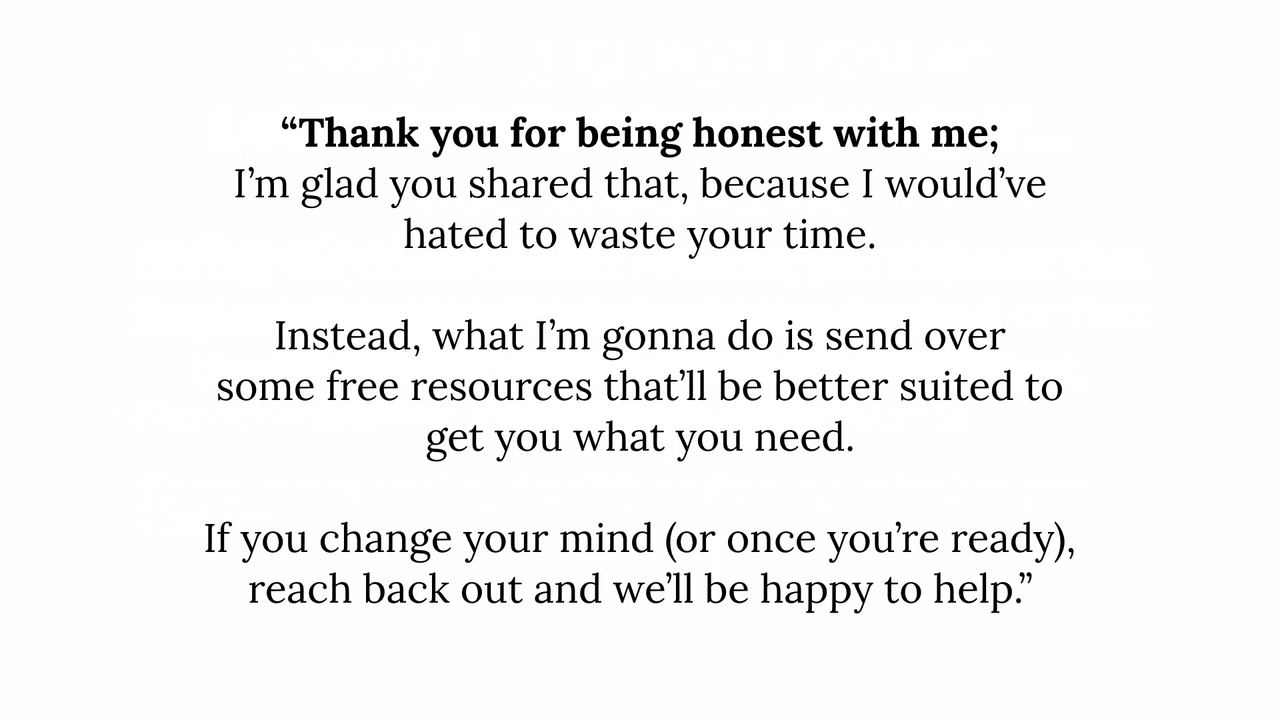 “Thank you for being honest with me;
I’m glad you shared that, because I would’ve
hated to waste your time.
Instead, what I’m gonna do is send over
some free resources that’ll be better suited to
get you what you need.
If you change your mind (or once you’re ready),
reach back out and we’ll be happy to help.”